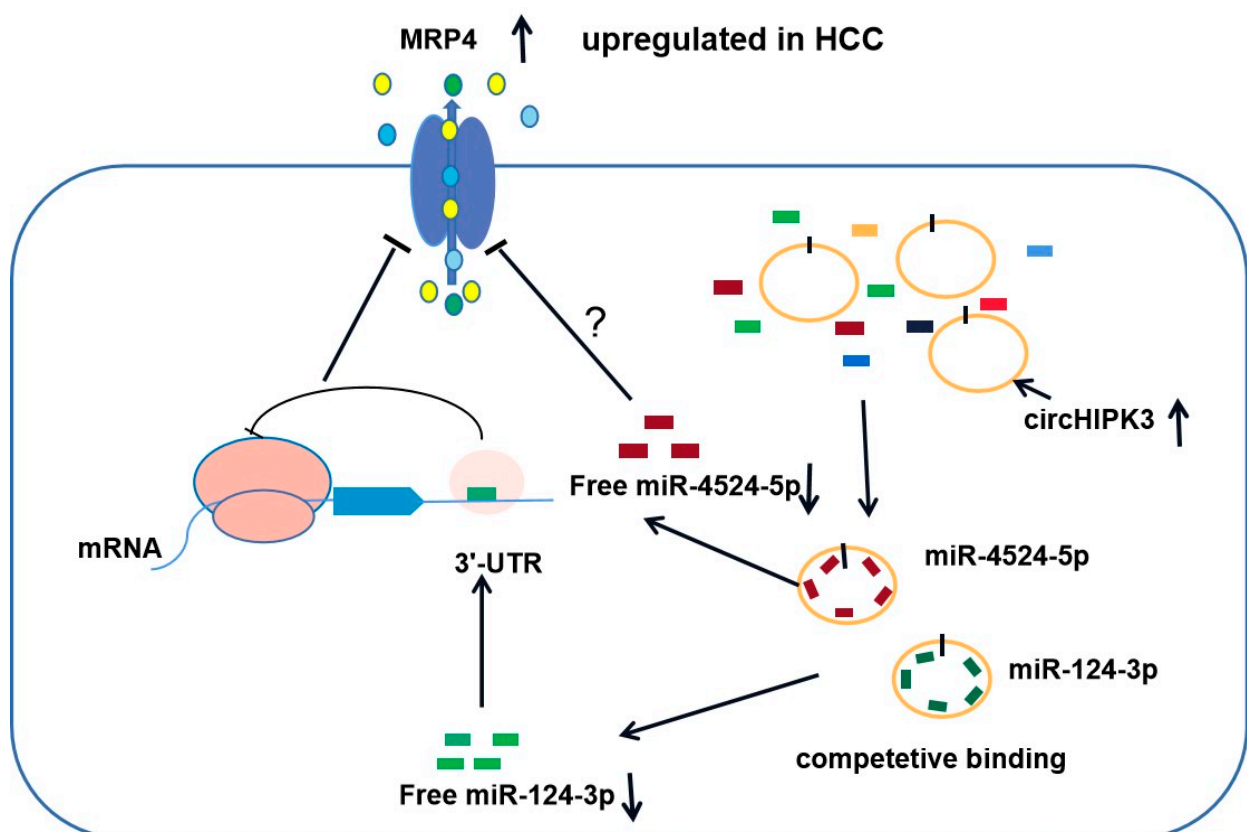 MRP4
upregulated in HCC
?
circHIPK3
Free miR-4524-5p
mRNA
3'-UTR
miR-4524-5p
miR-124-3p
competetive binding
Free miR-124-3p